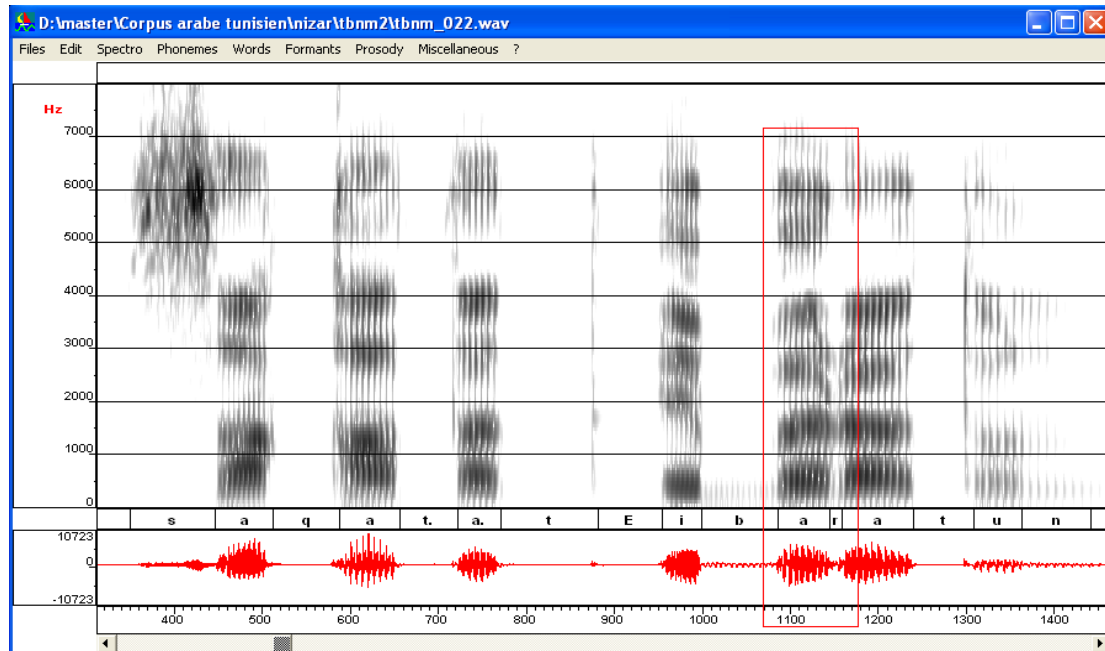 D:\master\Corpus arabe tunisien\nizar\tbnm2\tbnm_022.wav
Files Edit Spectro Phonemes Words Formants Prosody Miscellaneous ?
Hz
7000
6000
5000
4000
3000
2000
1000
0
s a q a t. a. t E i b a r a t u n
10723
0
-10723
400 500 600 700 800 900 1000 1100 1200 1300 1400